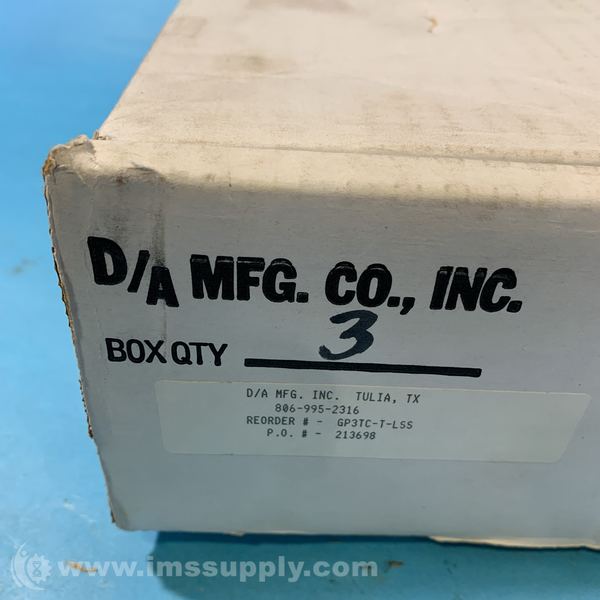 D/A MFG. CO., INC.
BOX QTY 3
D/A MFG. INC. TULIA, TX
806-995-2316
REORDER # - GP3TC-T-LSS
P.O. # - 213698
www.imssupply.com